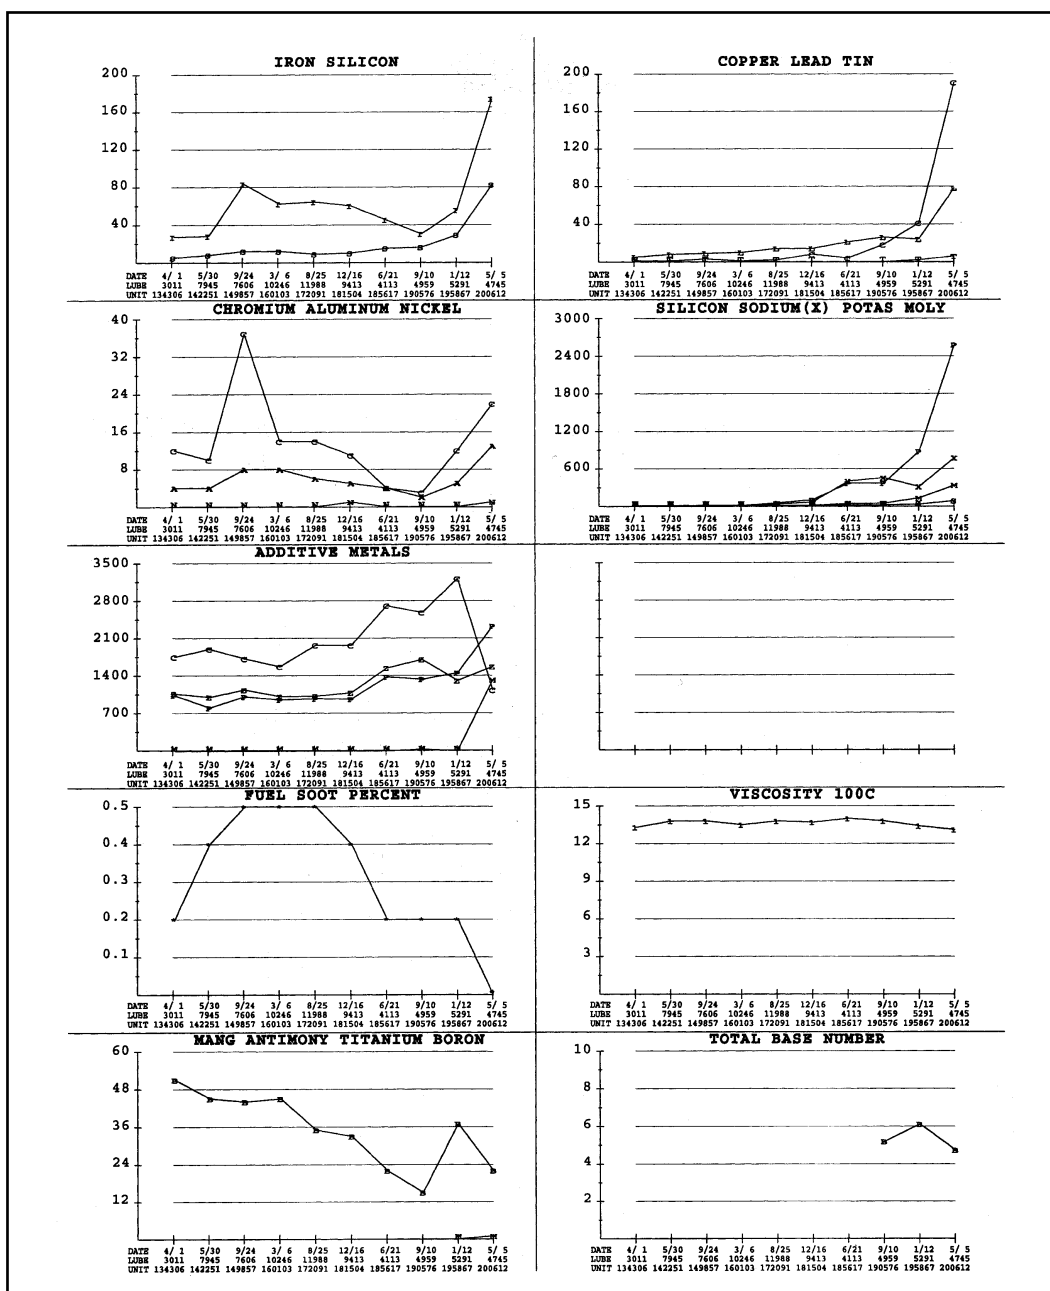 IRON SILICON
200
160
120
80
40
DATE 4/ 1 5/30 9/24 3/ 6 8/25 12/16 6/21 9/10 1/12 5/ 5
LUBE 3011 7945 7606 10246 11988 9413 4113 4959 5291 4745
UNIT 134306 142251 149857 160103 172091 181504 185617 190576 195867 200612
COPPER LEAD TIN
200
160
120
80
40
DATE 4/ 1 5/30 9/24 3/ 6 8/25 12/16 6/21 9/10 1/12 5/ 5
LUBE 3011 7945 7606 10246 11988 9413 4113 4959 5291 4745
UNIT 134306 142251 149857 160103 172091 181504 185617 190576 195867 200612
CHROMIUM ALUMINUM NICKEL
40
32
24
16
8
DATE 4/ 1 5/30 9/24 3/ 6 8/25 12/16 6/21 9/10 1/12 5/ 5
LUBE 3011 7945 7606 10246 11988 9413 4113 4959 5291 4745
UNIT 134306 142251 149857 160103 172091 181504 185617 190576 195867 200612
SILICON SODIUM(X) POTAS MOLY
3000
2400
1800
1200
600
DATE 4/ 1 5/30 9/24 3/ 6 8/25 12/16 6/21 9/10 1/12 5/ 5
LUBE 3011 7945 7606 10246 11988 9413 4113 4959 5291 4745
UNIT 134306 142251 149857 160103 172091 181504 185617 190576 195867 200612
ADDITIVE METALS
3500
2800
2100
1400
700
DATE 4/ 1 5/30 9/24 3/ 6 8/25 12/16 6/21 9/10 1/12 5/ 5
LUBE 3011 7945 7606 10246 11988 9413 4113 4959 5291 4745
UNIT 134306 142251 149857 160103 172091 181504 185617 190576 195867 200612
FUEL SOOT PERCENT
0.5
0.4
0.3
0.2
0.1
DATE 4/ 1 5/30 9/24 3/ 6 8/25 12/16 6/21 9/10 1/12 5/ 5
LUBE 3011 7945 7606 10246 11988 9413 4113 4959 5291 4745
UNIT 134306 142251 149857 160103 172091 181504 185617 190576 195867 200612
VISCOSITY 100C
15
12
9
6
3
DATE 4/ 1 5/30 9/24 3/ 6 8/25 12/16 6/21 9/10 1/12 5/ 5
LUBE 3011 7945 7606 10246 11988 9413 4113 4959 5291 4745
UNIT 134306 142251 149857 160103 172091 181504 185617 190576 195867 200612
MANG ANTIMONY TITANIUM BORON
60
48
36
24
12
DATE 4/ 1 5/30 9/24 3/ 6 8/25 12/16 6/21 9/10 1/12 5/ 5
LUBE 3011 7945 7606 10246 11988 9413 4113 4959 5291 4745
UNIT 134306 142251 149857 160103 172091 181504 185617 190576 195867 200612
TOTAL BASE NUMBER
10
8
6
4
2
DATE 4/ 1 5/30 9/24 3/ 6 8/25 12/16 6/21 9/10 1/12 5/ 5
LUBE 3011 7945 7606 10246 11988 9413 4113 4959 5291 4745
UNIT 134306 142251 149857 160103 172091 181504 185617 190576 195867 200612